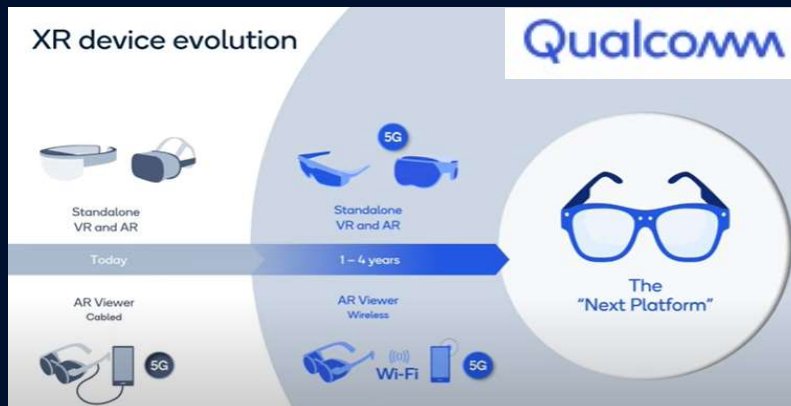 XR device evolution
Qualcomm
5G
Standalone
VR and AR
Standalone
VR and AR
Today
1 – 4 years
The
"Next Platform"
AR Viewer
Cabled
AR Viewer
Wireless
5G
Wi-Fi
5G